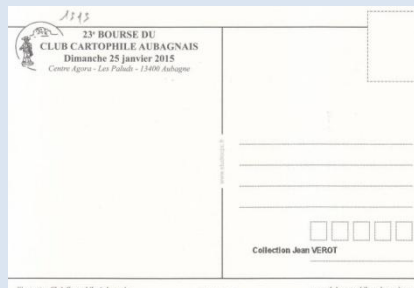 1313
23e BOURSE DU
CLUB CARTOPHILE AUBAGNAIS
Dimanche 25 janvier 2015
Centre Agora - Les Paluds - 13400 Aubagne
Collection Jean VEROT